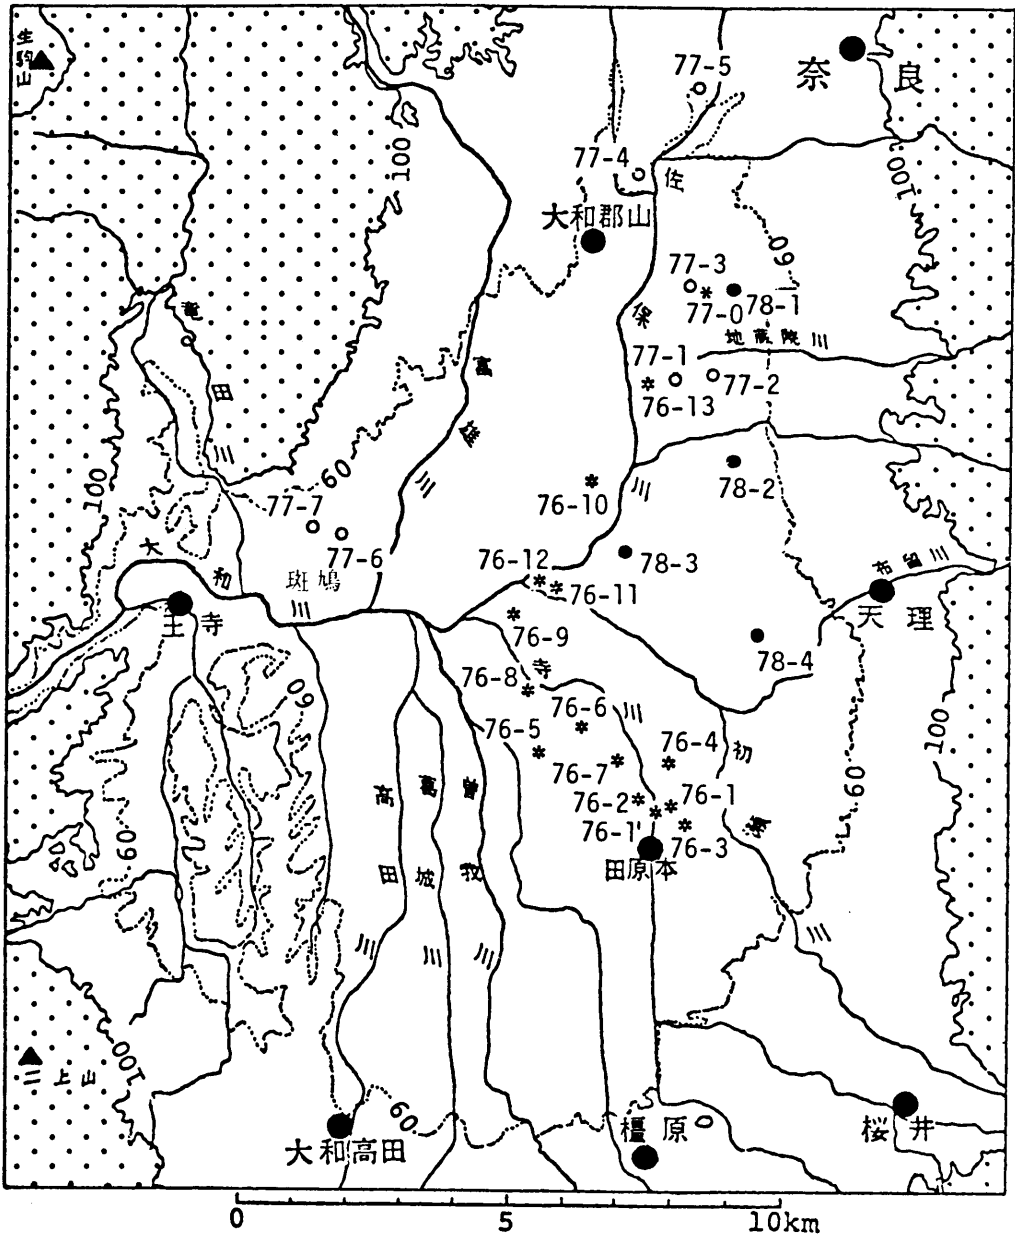 生駒山
77-5
奈良
100
77-4
佐
100
大和郡山
60
77-3
77-0
78-1
竜
保
地蔵院川
77-1
77-2
76-13
富
田
雄
川
60
川
100
78-2
川
76-10
77-7
77-6
大
和
斑鳩
川
76-12
78-3
76-11
布留川
王寺
天理
76-9
78-4
76-8
寺
60
76-6
川
76-5
76-4
初
100
76-7
60
高
葛
曽
76-2
76-1
76-1'
76-3
瀬
60
田原本
田
城
我
川
川
川
川
二上山
100
60
橿原
桜井
大和高田
0
5
10km